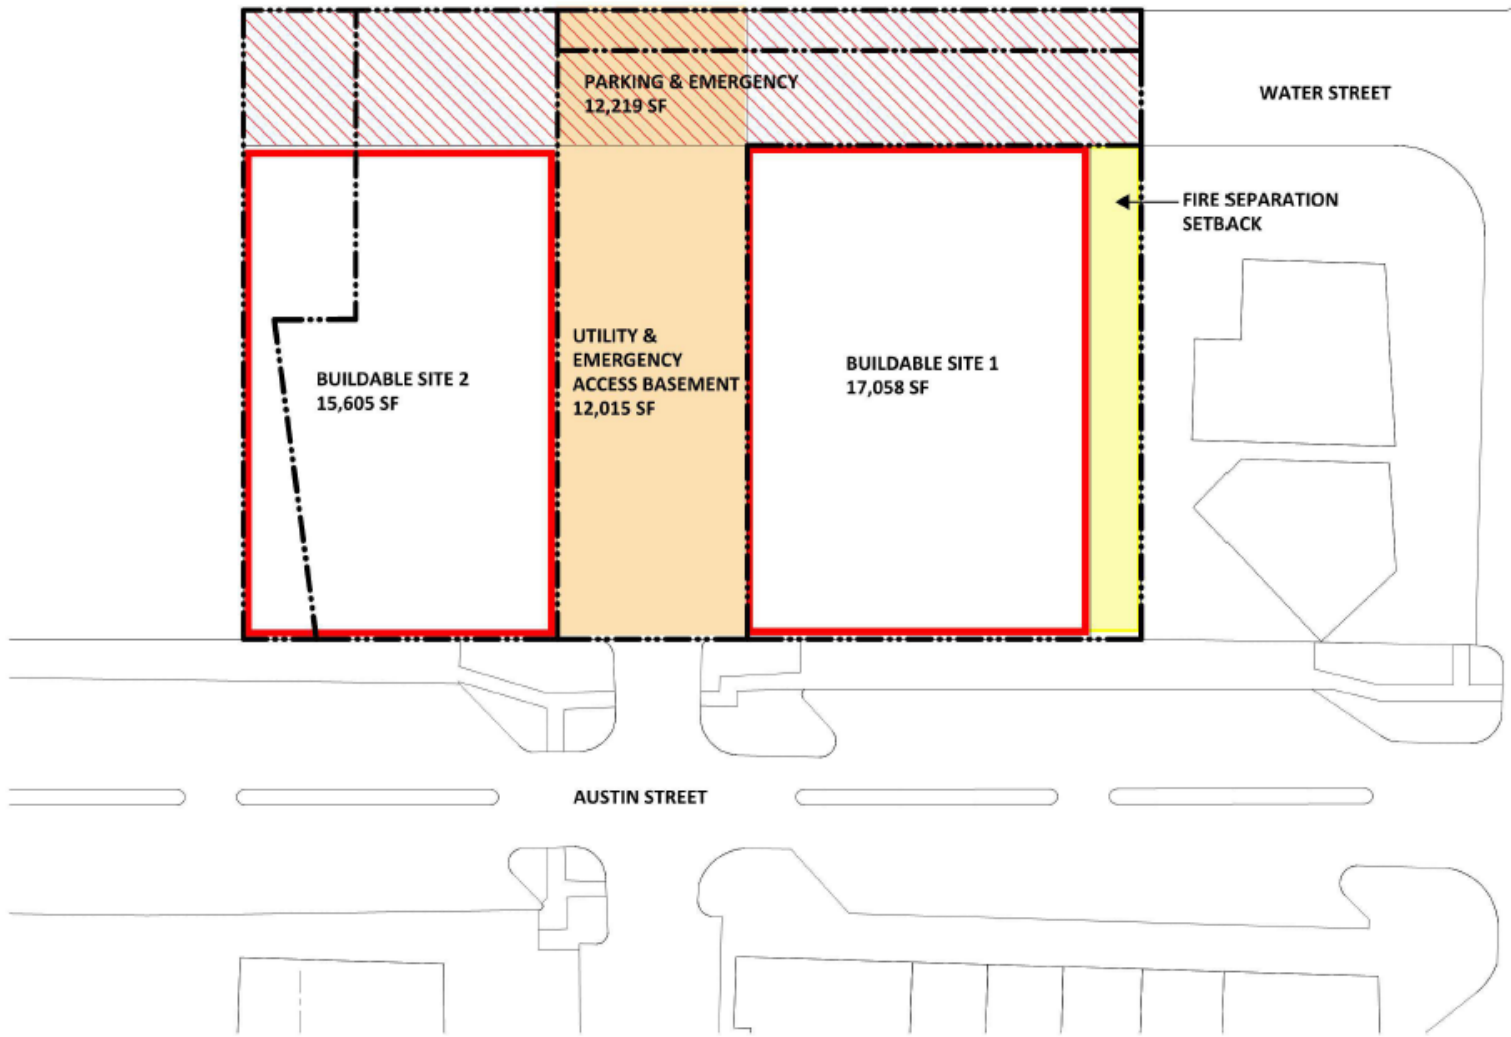 PARKING & EMERGENCY
12,219 SF
WATER STREET
FIRE SEPARATION
SETBACK
UTILITY &
EMERGENCY
ACCESS BASEMENT
12,015 SF
BUILDABLE SITE 1
17,058 SF
BUILDABLE SITE 2
15,605 SF
AUSTIN STREET